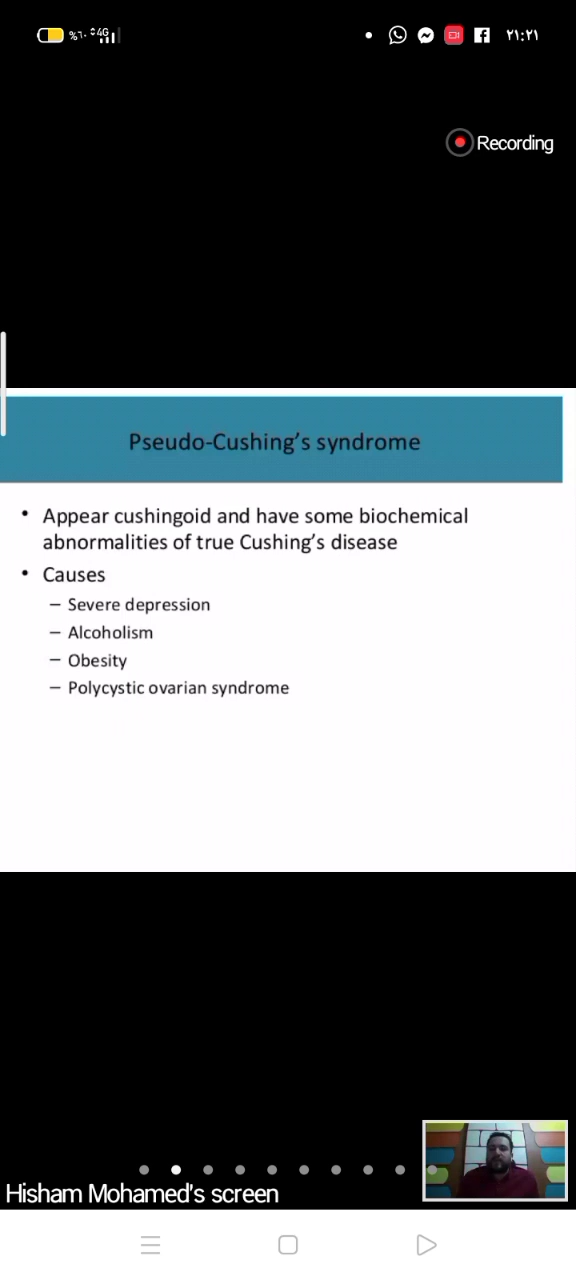 %٦٠ 4G ٢١:٢١
Recording
Pseudo-Cushing’s syndrome
• Appear cushingoid and have some biochemical
abnormalities of true Cushing’s disease
• Causes
– Severe depression
– Alcoholism
– Obesity
– Polycystic ovarian syndrome
Hisham Mohamed's screen